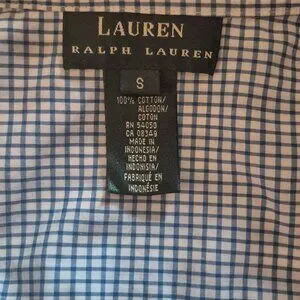 LAUREN
RALPH LAUREN
S
100% COTTON/
ALGODON/
COTON
RN 54050
CA 08349
MADE IN
INDONESIA/
HECHO EN
INDONESIA/
FABRIQUÉ EN
INDONÉSIE